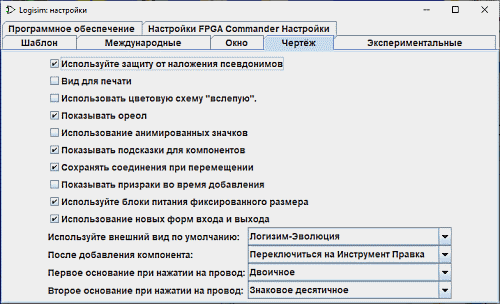 Logisim: настройки
Программное обеспечение Настройки FPGA Commander Настройки
Шаблон Международные Окно Чертёж Экспериментальные
Используйте защиту от наложения псевдонимов
Вид для печати
Использовать цветовую схему "вслепую".
Показывать ореол
Использование анимированных значков
Показывать подсказки для компонентов
Сохранять соединения при перемещении
Показывать призраки во время добавления
Используйте блоки питания фиксированного размера
Использование новых форм входа и выхода
Используйте внешний вид по умолчанию: Логизим-Эволюция
После добавления компонента: Переключиться на Инструмент Правка
Первое основание при нажатии на провод: Двоичное
Второе основание при нажатии на провод: Знаковое десятичное